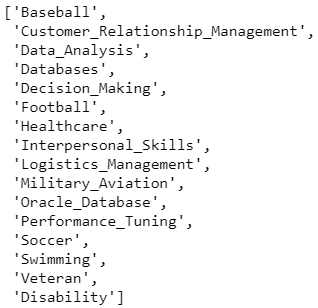 ['Baseball',
'Customer_Relationship_Management',
'Data_Analysis',
'Databases',
'Decision_Making',
'Football',
'Healthcare',
'Interpersonal_Skills',
'Logistics_Management',
'Military_Aviation',
'Oracle_Database',
'Performance_Tuning',
'Soccer',
'Swimming',
'Veteran',
'Disability']